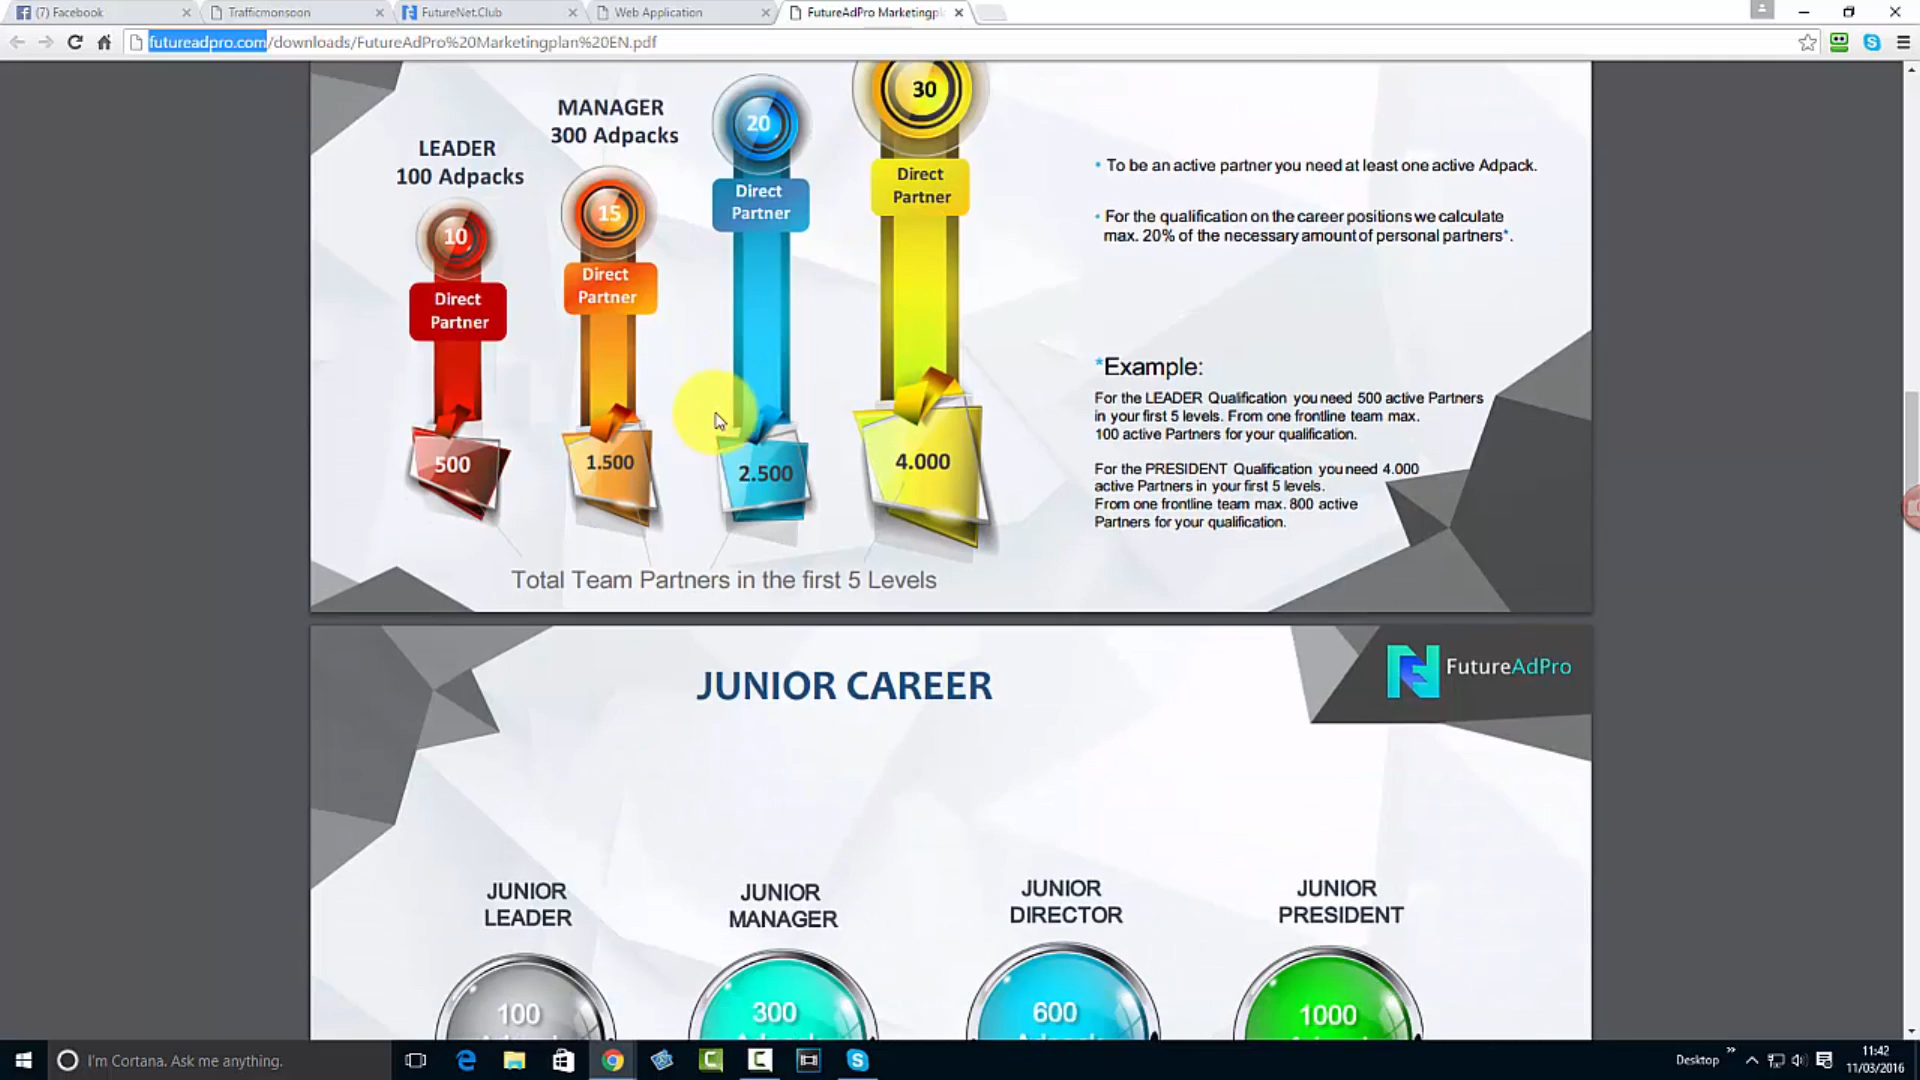 (7) Facebook
Trafficmonsoon
FutureNet.Club
Web Application
FutureAdPro Marketingpl
futureadpro.com/downloads/FutureAdPro%20Marketingplan%20EN.pdf
LEADER
100 Adpacks
MANAGER
300 Adpacks
10
15
20
30
Direct
Partner
Direct
Partner
Direct
Partner
Direct
Partner
500
1.500
2.500
4.000
Total Team Partners in the first 5 Levels
• To be an active partner you need at least one active Adpack.
• For the qualification on the career positions we calculate
max. 20% of the necessary amount of personal partners*.
*Example:
For the LEADER Qualification you need 500 active Partners
in your first 5 levels. From one frontline team max.
100 active Partners for your qualification.
For the PRESIDENT Qualification you need 4.000
active Partners in your first 5 levels.
From one frontline team max. 800 active
Partners for your qualification.
JUNIOR CAREER
FutureAdPro
JUNIOR
LEADER
JUNIOR
MANAGER
JUNIOR
DIRECTOR
JUNIOR
PRESIDENT
100
300
600
1000
I'm Cortana. Ask me anything.
Desktop
11:42
11/03/2016